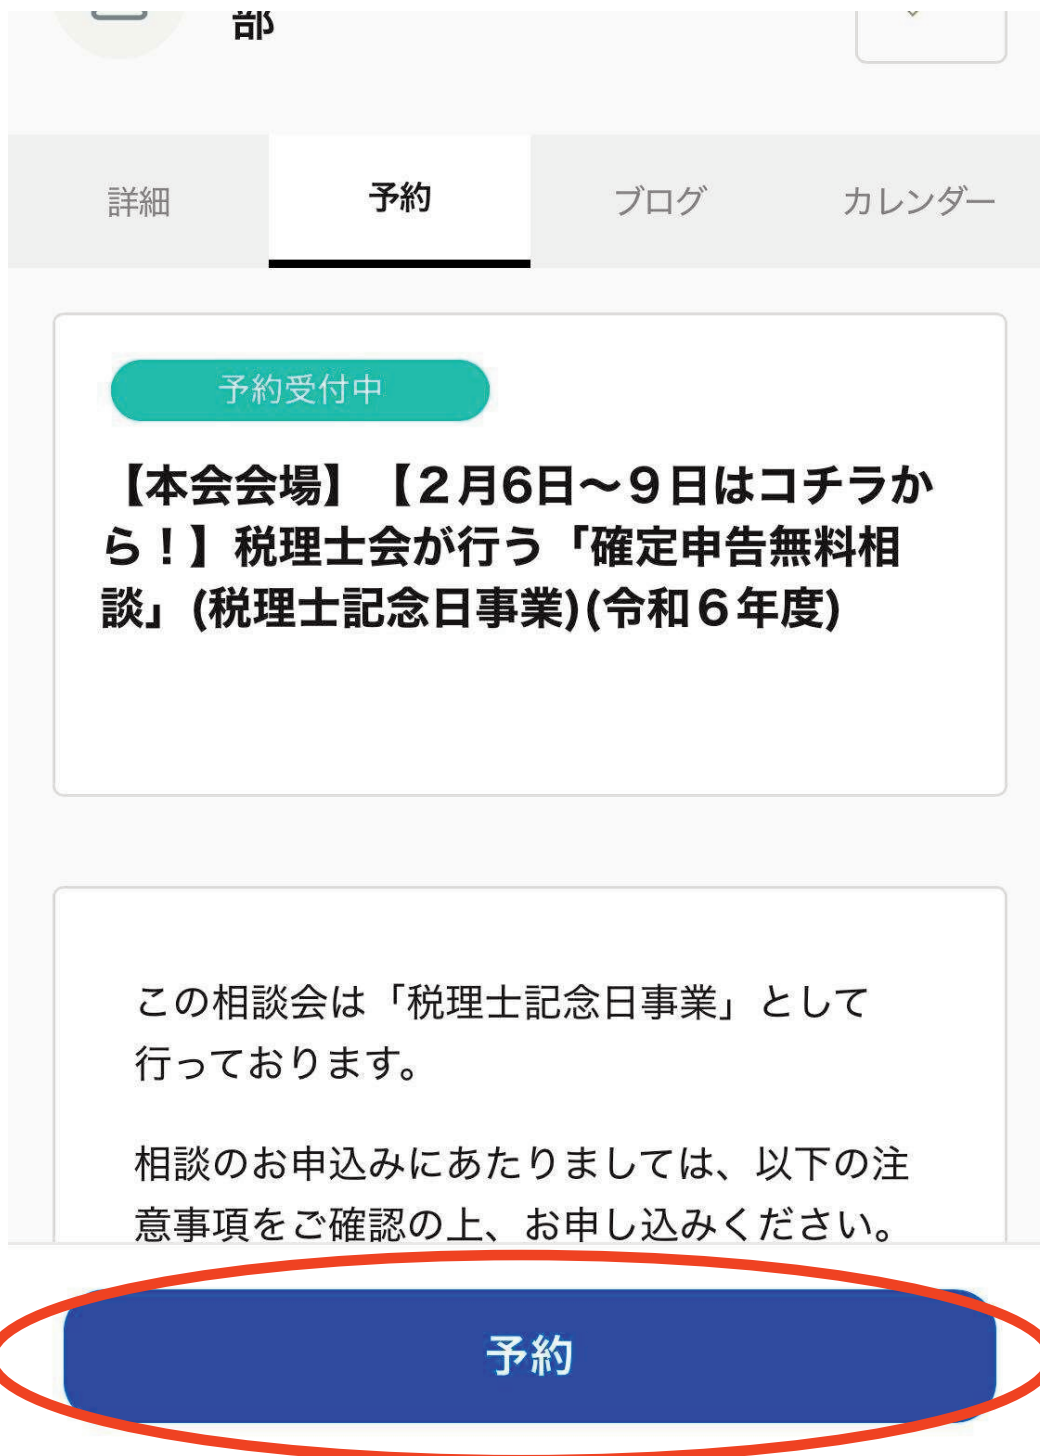 部
詳細
予約
ブログ
カレンダー
予約受付中
【本会会場】【２月6日〜９日はコチラか
ら！】税理士会が行う「確定申告無料相
談」(税理士記念日事業)(令和６年度)
この相談会は「税理士記念日事業」として
行っております。
相談のお申込みにあたりましては、以下の注
意事項をご確認の上、お申し込みください。
予約